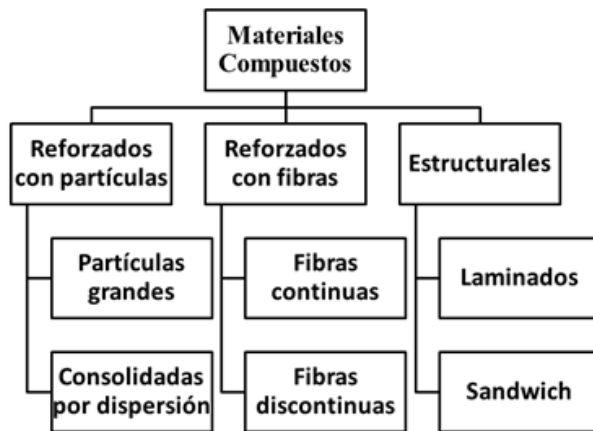 Materiales
Compuestos
Reforzados
con partículas
Reforzados
con fibras
Estructurales
Partículas
grandes
Fibras
continuas
Laminados
Consolidadas
por dispersión
Fibras
discontinuas
Sandwich